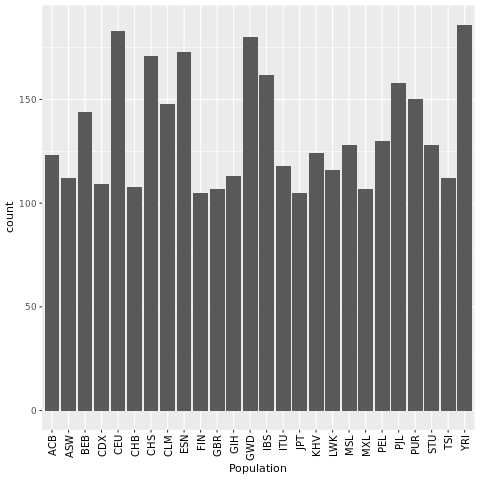 150
100
50
0
count
ACB ASW BEB CDX CEU CHB CHS CLM ESN FIN GBR GIH GWD IBS ITU JPT KHV LWK MSL MXL PEL PJL PUR STU TSI YRI
Population